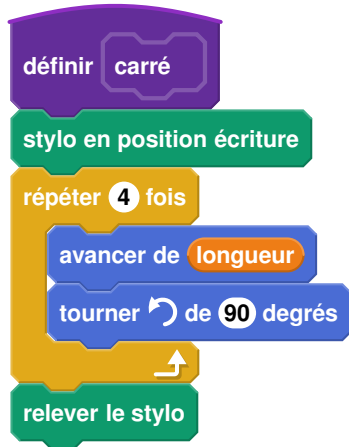 définir carré
stylo en position écriture
répéter 4 fois
avancer de longueur
tourner de 90 degrés
relever le stylo